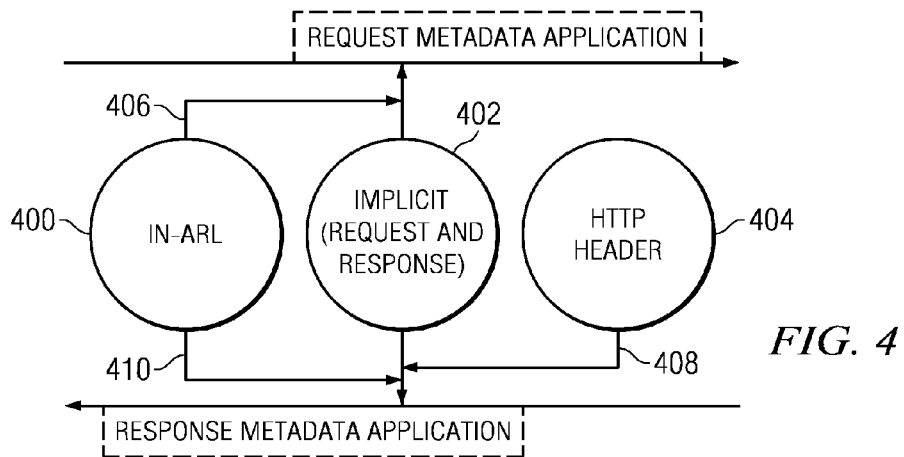 REQUEST METADATA APPLICATION
406
402
400
IN-ARL
IMPLICIT
(REQUEST AND
RESPONSE)
HTTP
HEADER
404
410
408
FIG. 4
RESPONSE METADATA APPLICATION